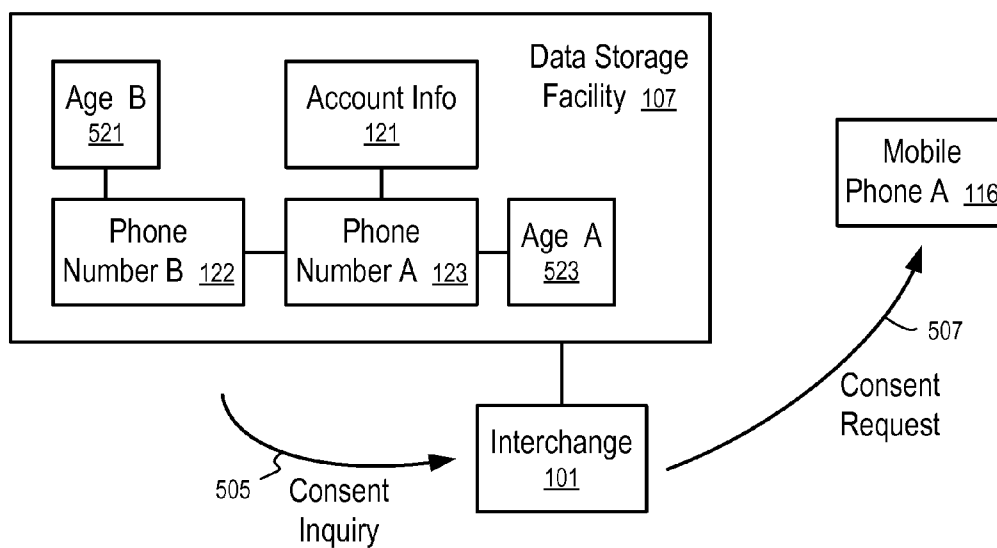 Data Storage
Facility 107
Age B
521
Account Info
121
Phone
Number B 122
Phone
Number A 123
Age A
523
Mobile
Phone A 116
507
Consent
Request
Interchange
101
505
Consent
Inquiry